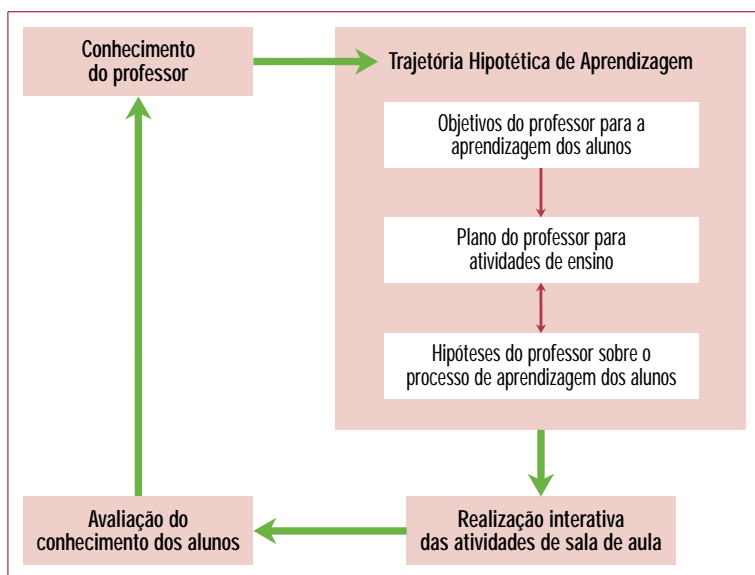 Conhecimento
do professor
Trajetória Hipotética de Aprendizagem
Objetivos do professor para a
aprendizagem dos alunos
Plano do professor para
atividades de ensino
Hipóteses do professor sobre o
processo de aprendizagem dos alunos
Avaliação do
conhecimento dos alunos
Realização interativa
das atividades de sala de aula